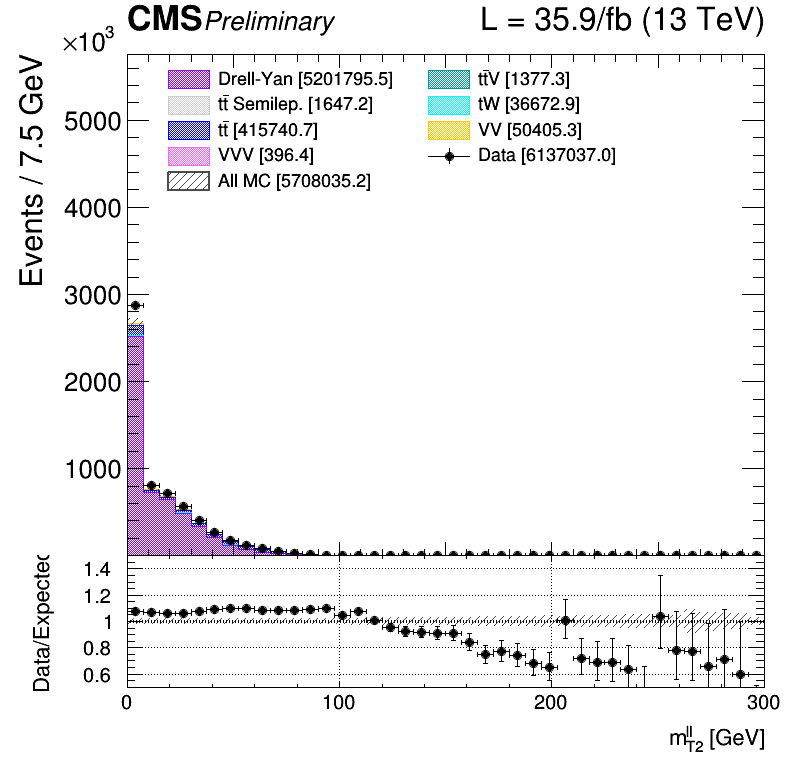 CMS Preliminary L = 35.9/fb (13 TeV)
×10³
Events / 7.5 GeV
5000
4000
3000
2000
1000
Drell-Yan [5201795.5]
tt̄ Semilep. [1647.2]
tt̄ [415740.7]
VVV [396.4]
All MC [5708035.2]
tt̄V [1377.3]
tW [36672.9]
VV [50405.3]
Data [6137037.0]
Data/Expected
1.4
1.2
1
0.8
0.6
0 100 200 300
m_T2^ll [GeV]